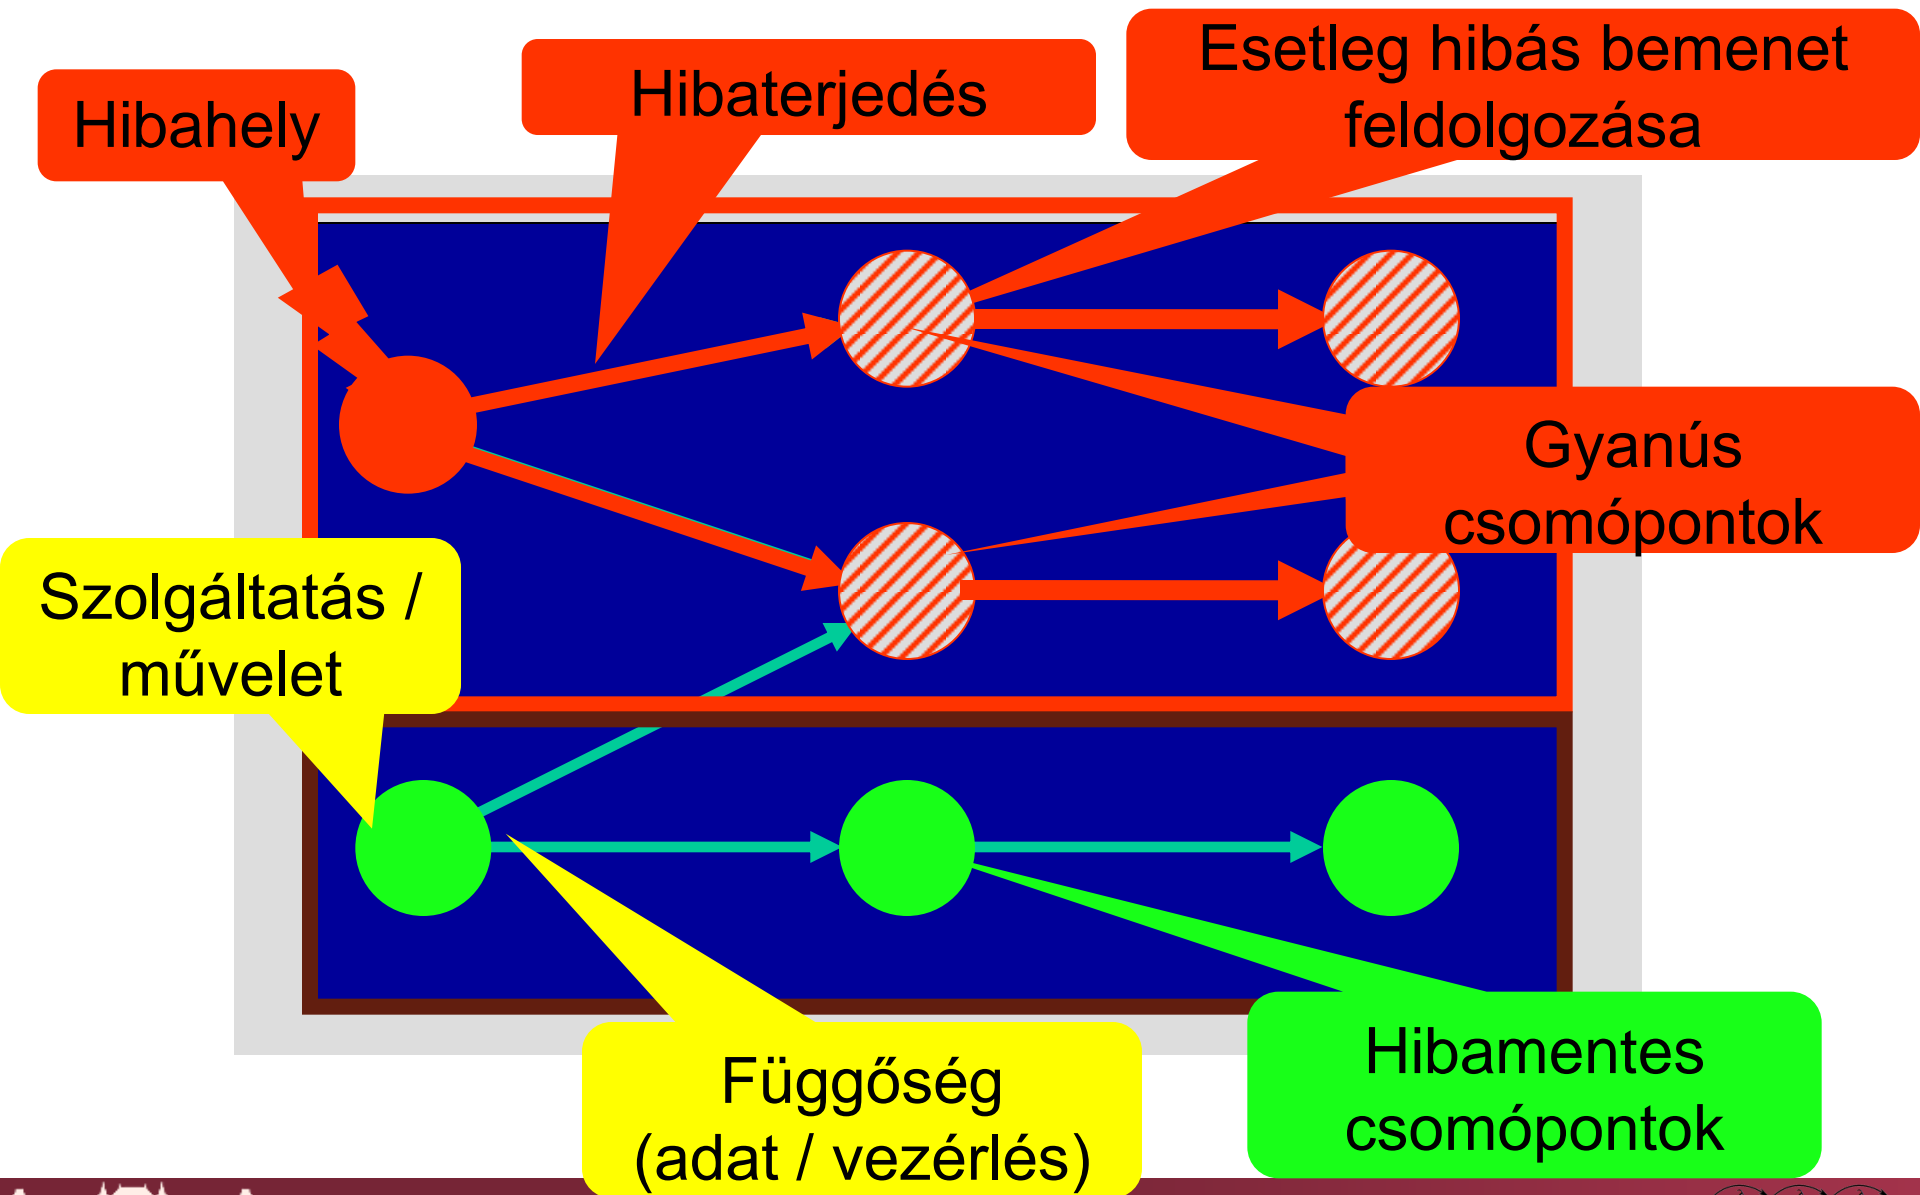 Hibahely
Hibaterjedés
Esetleg hibás bemenet
feldolgozása
Gyanús
csomópontok
Szolgáltatás /
művelet
Függőség
(adat / vezérlés)
Hibamentes
csomópontok